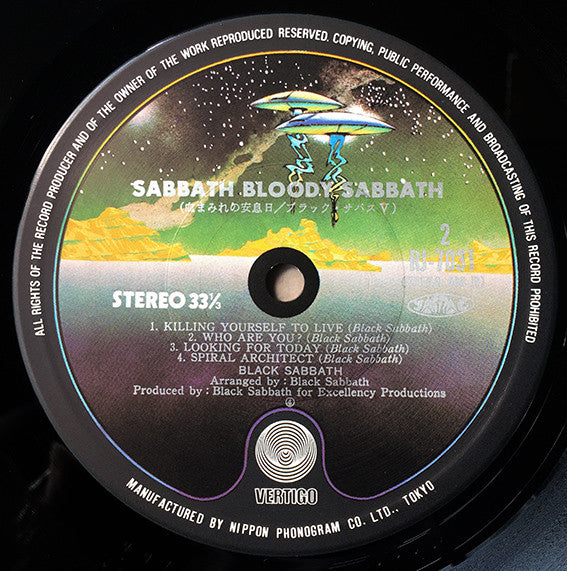 ALL RIGHTS OF THE RECORD PRODUCER AND OF THE OWNER OF THE WORK REPRODUCED RESERVED. COPYING, PUBLIC PERFORMANCE AND BROADCASTING OF THIS RECORD PROHIBITED
SABBATH BLOODY SABBATH
(血まみれの安息日/ブラック・サバス V)
2
STEREO 33⅓
1. KILLING YOURSELF TO LIVE (Black Sabbath)
2. WHO ARE YOU? (Black Sabbath)
3. LOOKING FOR TODAY (Black Sabbath)
4. SPIRAL ARCHITECT (Black Sabbath)
BLACK SABBATH
Arranged by : Black Sabbath
Produced by : Black Sabbath for Excellency Productions
VERTIGO
MANUFACTURED BY NIPPON PHONOGRAM CO. LTD., TOKYO